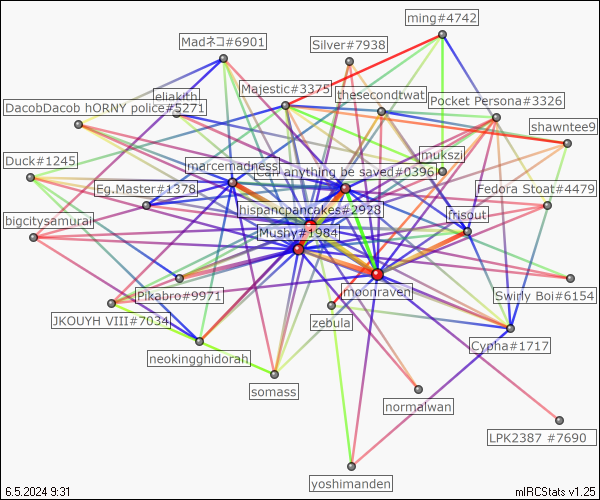 ming#4742
Madネコ#6901
Silver#7938
Majestic#3375
thesecondtwat
eliakith
DacobDacob hORNY police#5271
Pocket Persona#3326
shawntee9
mukszi
Duck#1245
marcemadness
Can anything be saved#0396
Eg.Master#1378
Fedora Stoat#4479
hispancpancakes#2928
bigcitysamurai
frisout
Mushy#1984
Pikabro#9971
moonraven
Swirly Boi#6154
JKOUYH VIII#7034
zebula
Cypha#1717
neokingghidorah
somass
normalwan
LPK2387 #7690
yoshimanden
6.5.2024 9:31
mIRCStats v1.25